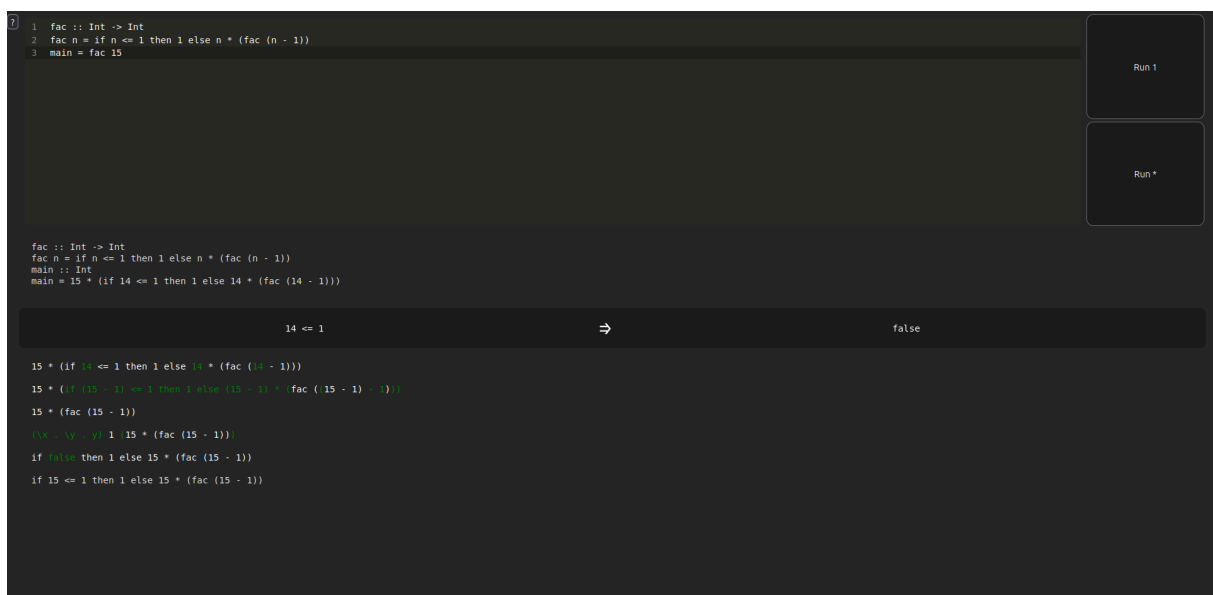 ?
1 fac :: Int -> Int
2 fac n = if n <= 1 then 1 else n * (fac (n - 1))
3 main = fac 15
Run 1
Run *
fac :: Int -> Int
fac n = if n <= 1 then 1 else n * (fac (n - 1))
main :: Int
main = 15 * (if 14 <= 1 then 1 else 14 * (fac (14 - 1)))
14 <= 1 ⇒ false
15 * (if 14 <= 1 then 1 else 14 * (fac (14 - 1)))
15 * (if (15 - 1) <= 1 then 1 else (15 - 1) * (fac ((15 - 1) - 1)))
15 * (fac (15 - 1))
(\x . \y . y) 1 (15 * (fac (15 - 1)))
if false then 1 else 15 * (fac (15 - 1))
if 15 <= 1 then 1 else 15 * (fac (15 - 1))